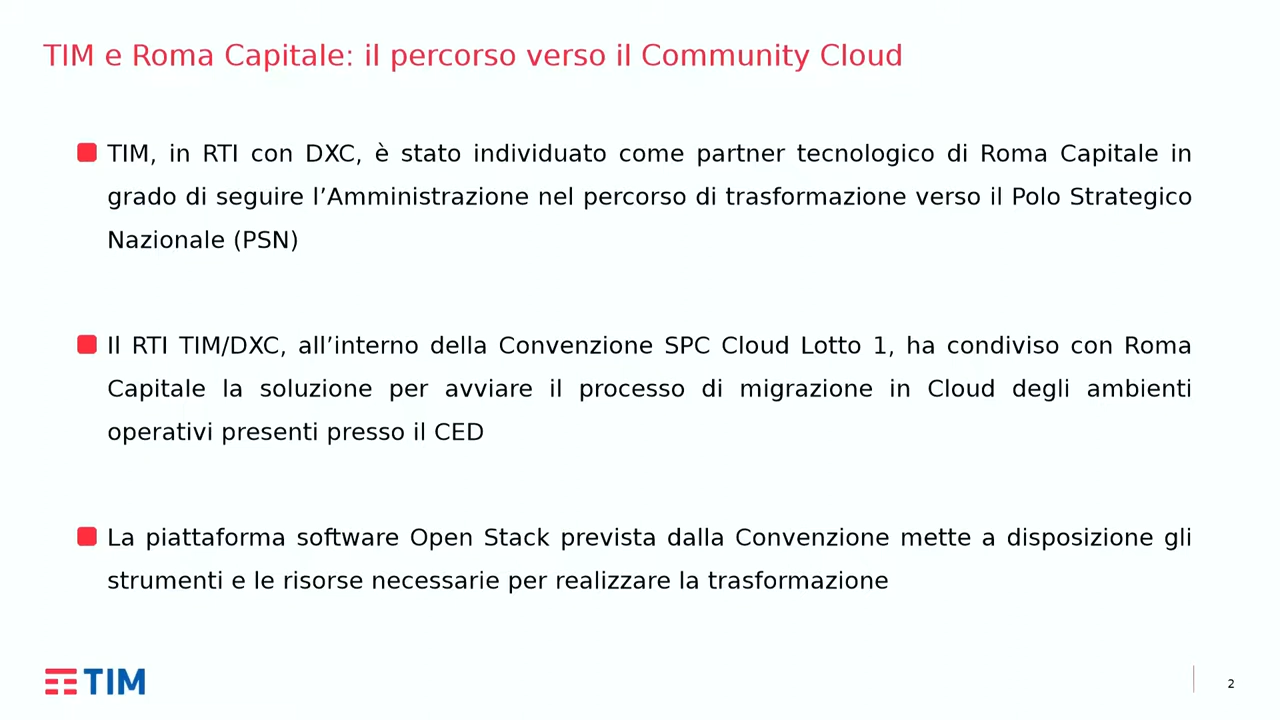 TIM e Roma Capitale: il percorso verso il Community Cloud
TIM, in RTI con DXC, è stato individuato come partner tecnologico di Roma Capitale in
grado di seguire l’Amministrazione nel percorso di trasformazione verso il Polo Strategico
Nazionale (PSN)
Il RTI TIM/DXC, all’interno della Convenzione SPC Cloud Lotto 1, ha condiviso con Roma
Capitale la soluzione per avviare il processo di migrazione in Cloud degli ambienti
operativi presenti presso il CED
La piattaforma software Open Stack prevista dalla Convenzione mette a disposizione gli
strumenti e le risorse necessarie per realizzare la trasformazione
TIM
2